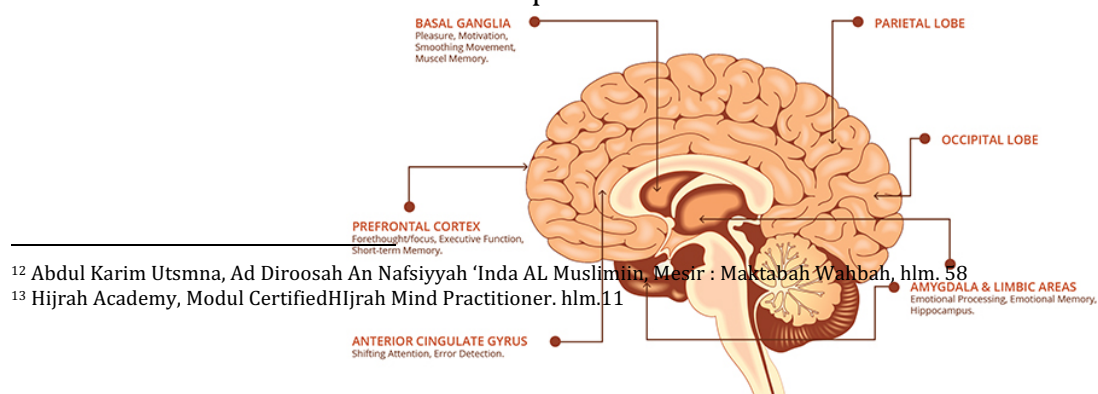 BASAL GANGLIA
Pleasure, Motivation,
Smoothing Movement,
Muscel Memory.
PARIETAL LOBE
OCCIPITAL LOBE
PREFRONTAL CORTEX
Forethought/focus, Executive Function,
Short-term Memory.
12 Abdul Karim Utsmna, Ad Diroosah An Nafsiyyah ‘Inda AL Muslimiin, Mesir : Maktabah Wahbah, hlm. 58
13 Hijrah Academy, Modul CertifiedHIjrah Mind Practitioner. hlm.11
AMYGDALA & LIMBIC AREAS
Emotional Processing, Emotional Memory,
Hippocampus.
ANTERIOR CINGULATE GYRUS
Shifting Attention, Error Detection.